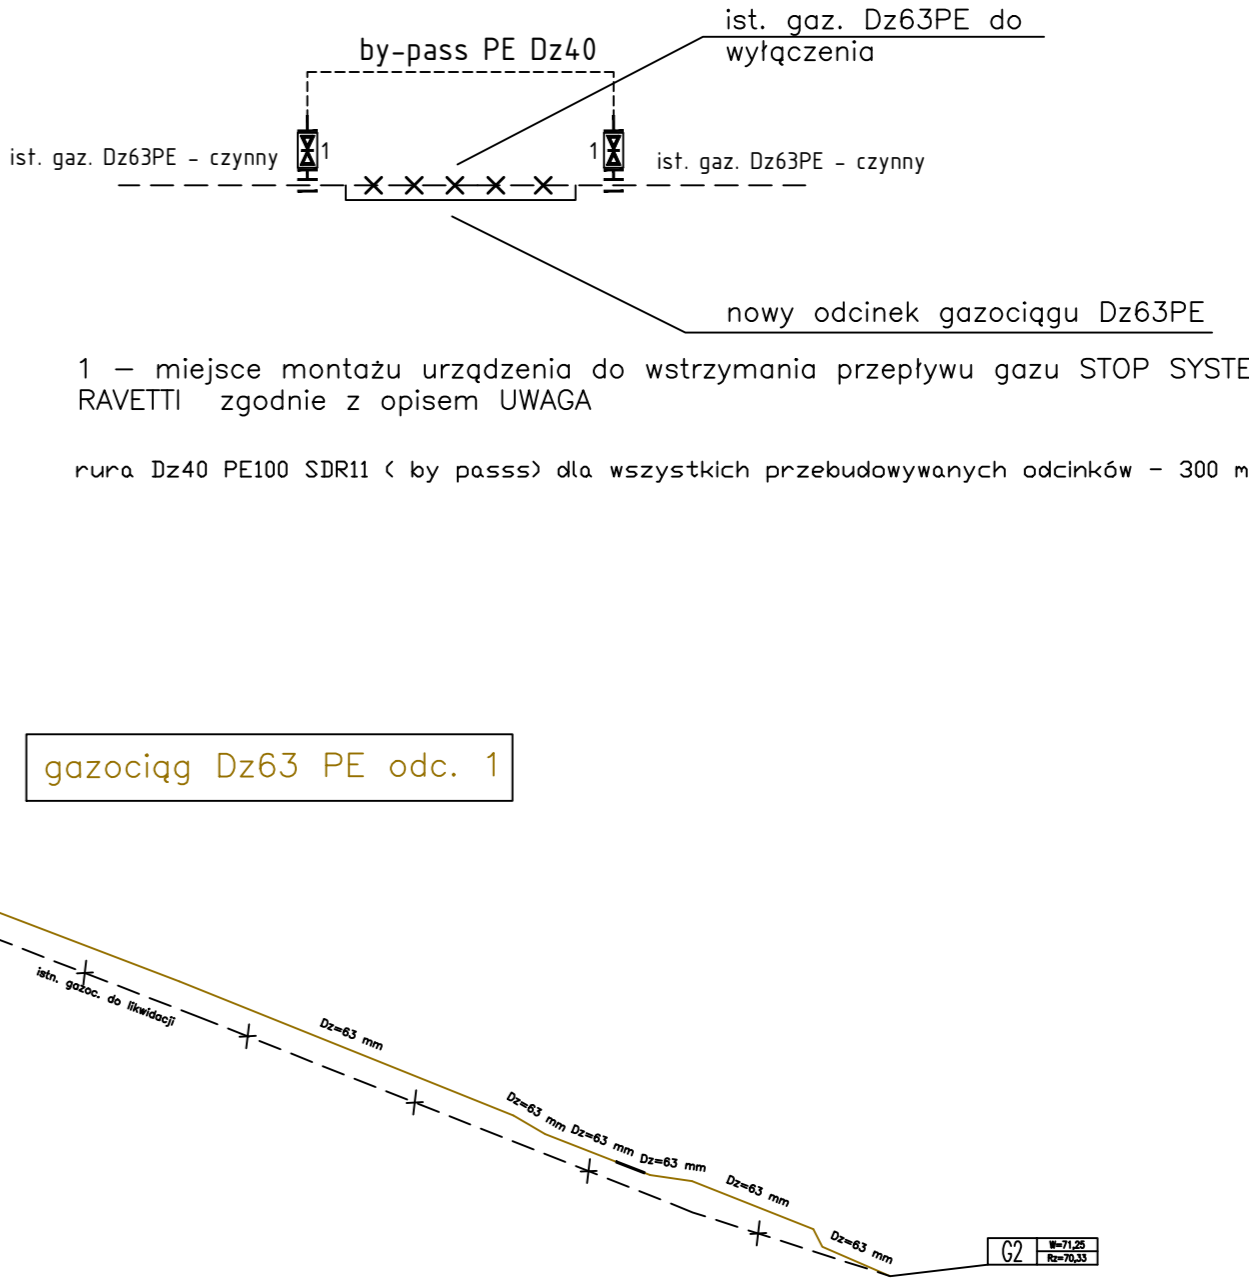 ist. gaz. Dz63PE do
wyłączenia
by-pass PE Dz40
ist. gaz. Dz63PE - czynny
1
1
ist. gaz. Dz63PE - czynny
nowy odcinek gazociągu Dz63PE
1 – miejsce montażu urządzenia do wstrzymania przepływu gazu STOP SYSTE
RAVETTI zgodnie z opisem UWAGA
rura Dz40 PE100 SDR11 ( by passs) dla wszystkich przebudowywanych odcinków - 300 m
gazociąg Dz63 PE odc. 1
istn. gazoc. do likwidacji
Dz=63 mm
Dz=63 mm
Dz=63 mm
Dz=63 mm
Dz=63 mm
Dz=63 mm
G2
W=71,25
Rz=70,33